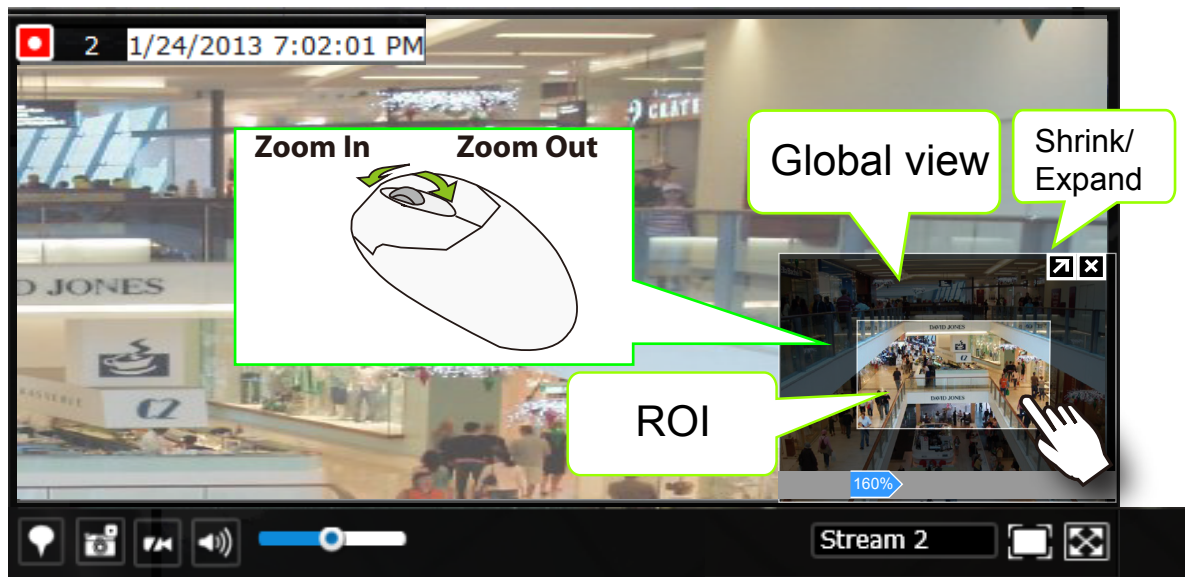 2 1/24/2013 7:02:01 PM
CRATE
Zoom In Zoom Out
Global view
Shrink/
Expand
D JONES
DAVID JONES
DAVID JONES
ROI
160%
Stream 2